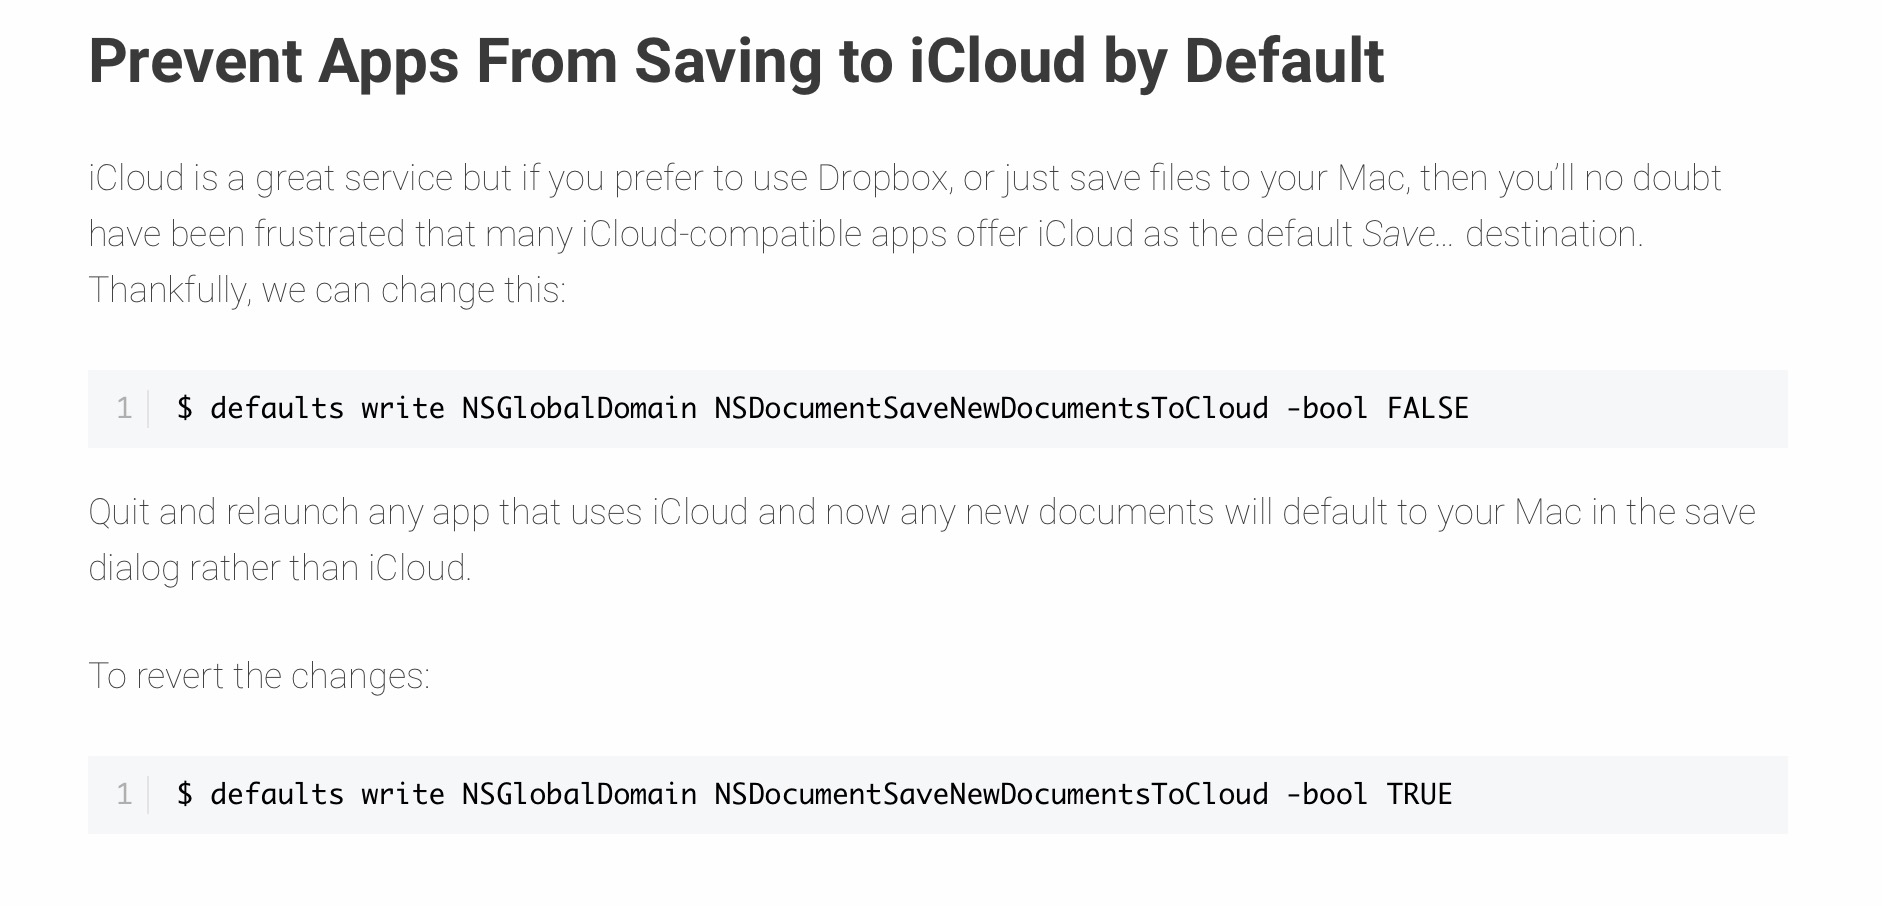 Prevent Apps From Saving to iCloud by Default
iCloud is a great service but if you prefer to use Dropbox, or just save files to your Mac, then you’ll no doubt
have been frustrated that many iCloud-compatible apps offer iCloud as the default Save… destination.
Thankfully, we can change this:
1 $ defaults write NSGlobalDomain NSDocumentSaveNewDocumentsToCloud -bool FALSE
Quit and relaunch any app that uses iCloud and now any new documents will default to your Mac in the save
dialog rather than iCloud.
To revert the changes:
1 $ defaults write NSGlobalDomain NSDocumentSaveNewDocumentsToCloud -bool TRUE